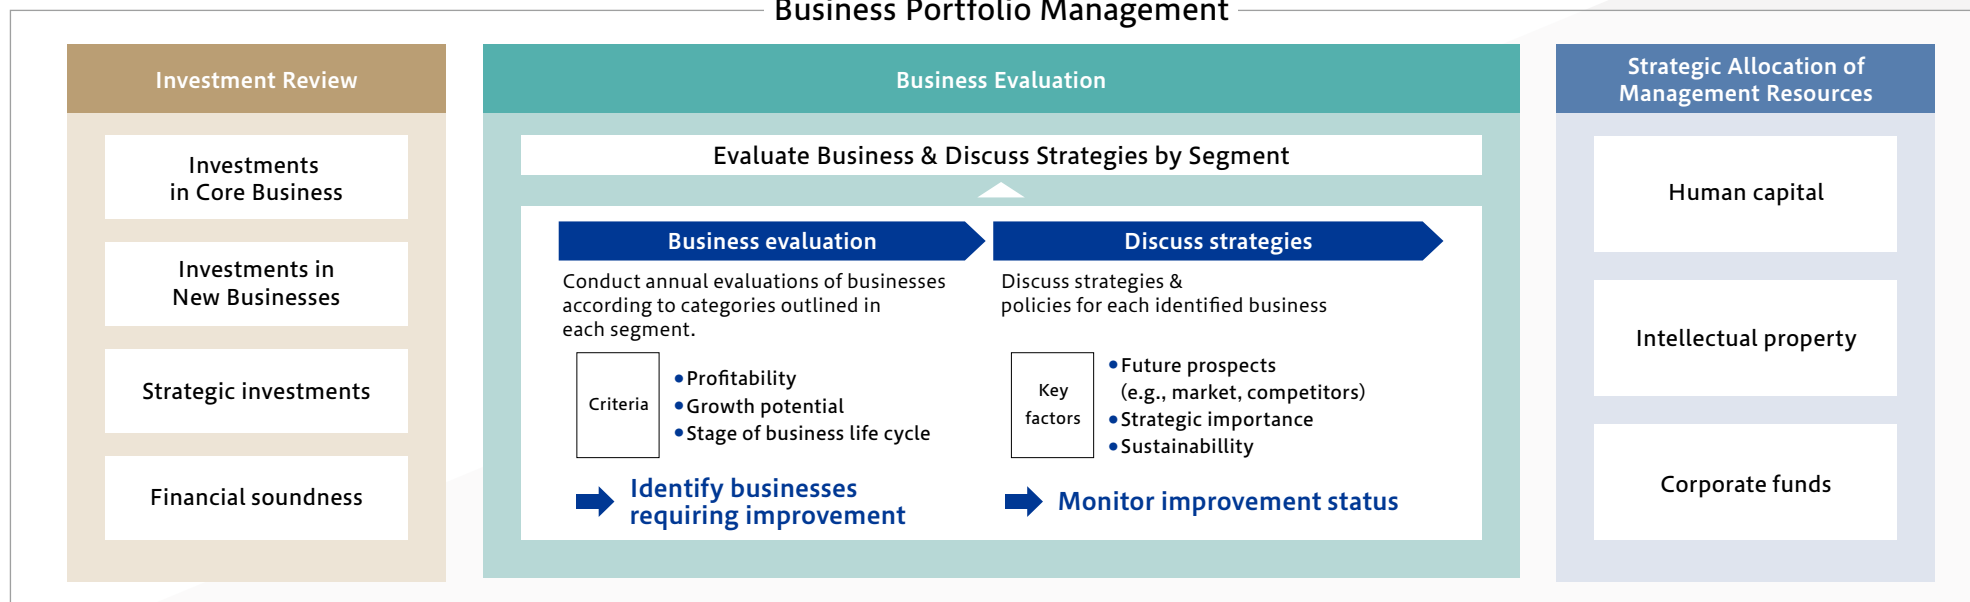 Business Portfolio Management
Investment Review
Investments
in Core Business
Investments in
New Businesses
Strategic investments
Financial soundness
Business Evaluation
Evaluate Business & Discuss Strategies by Segment
Business evaluation
Conduct annual evaluations of businesses
according to categories outlined in
each segment.
Criteria
•Profitability
•Growth potential
•Stage of business life cycle
Identify businesses
requiring improvement
Discuss strategies
Discuss strategies &
policies for each identified business
Key
factors
•Future prospects
(e.g., market, competitors)
•Strategic importance
•Sustainabillity
Monitor improvement status
Strategic Allocation of
Management Resources
Human capital
Intellectual property
Corporate funds